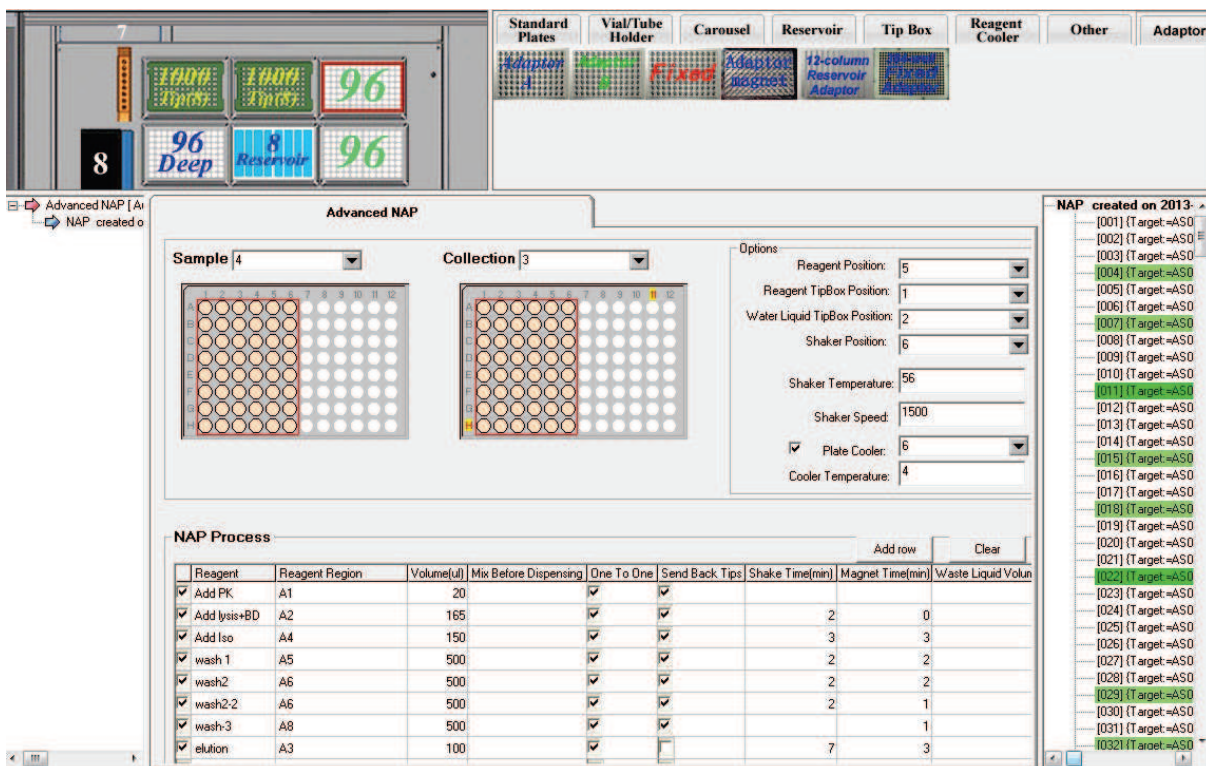 7
1000
Tip(s)
1000
Tip(s)
96
8
96
Deep
8
Reservoir
96
Standard Plates
Vial/Tube Holder
Carousel
Reservoir
Tip Box
Reagent Cooler
Other
Adaptor
Adaptor
A
Adaptor
Fixed
Adaptor magnet
12-column Reservoir Adaptor
Fixed
Adaptor
Advanced NAP [
NAP created o
Advanced NAP
Sample 4
1 2 3 4 5 6 7 8 9 10 11 12
A
B
C
D
E
F
G
H
Collection 3
1 2 3 4 5 6 7 8 9 10 11 12
A
B
C
D
E
F
G
H
Options
Reagent Position: 5
Reagent TipBox Position: 1
Water Liquid TipBox Position: 2
Shaker Position: 6
Shaker Temperature: 56
Shaker Speed: 1500
Plate Cooler: 6
Cooler Temperature: 4
NAP Process
Add row Clear
Reagent Reagent Region Volume(ul) Mix Before Dispensing One To One Send Back Tips Shake Time(min) Magnet Time(min) Waste Liquid Volun
Add PK A1 20
Add lysis+BD A2 165 2 0
Add Iso A4 150 3 3
wash 1 A5 500 2 2
wash2 A6 500 2 2
wash2-2 A6 500 2 1
wash-3 A8 500 1
elution A3 100 7 3
NAP created on 2013-
[001] {Target:=AS0
[002] {Target:=AS0
[003] {Target:=AS0
[004] {Target:=AS0
[005] {Target:=AS0
[006] {Target:=AS0
[007] {Target:=AS0
[008] {Target:=AS0
[009] {Target:=AS0
[010] {Target:=AS0
[011] {Target:=AS0
[012] {Target:=AS0
[013] {Target:=AS0
[014] {Target:=AS0
[015] {Target:=AS0
[016] {Target:=AS0
[017] {Target:=AS0
[018] {Target:=AS0
[019] {Target:=AS0
[020] {Target:=AS0
[021] {Target:=AS0
[022] {Target:=AS0
[023] {Target:=AS0
[024] {Target:=AS0
[025] {Target:=AS0
[026] {Target:=AS0
[027] {Target:=AS0
[028] {Target:=AS0
[029] {Target:=AS0
[030] {Target:=AS0
[031] {Target:=AS0
[032] {Target:=AS0